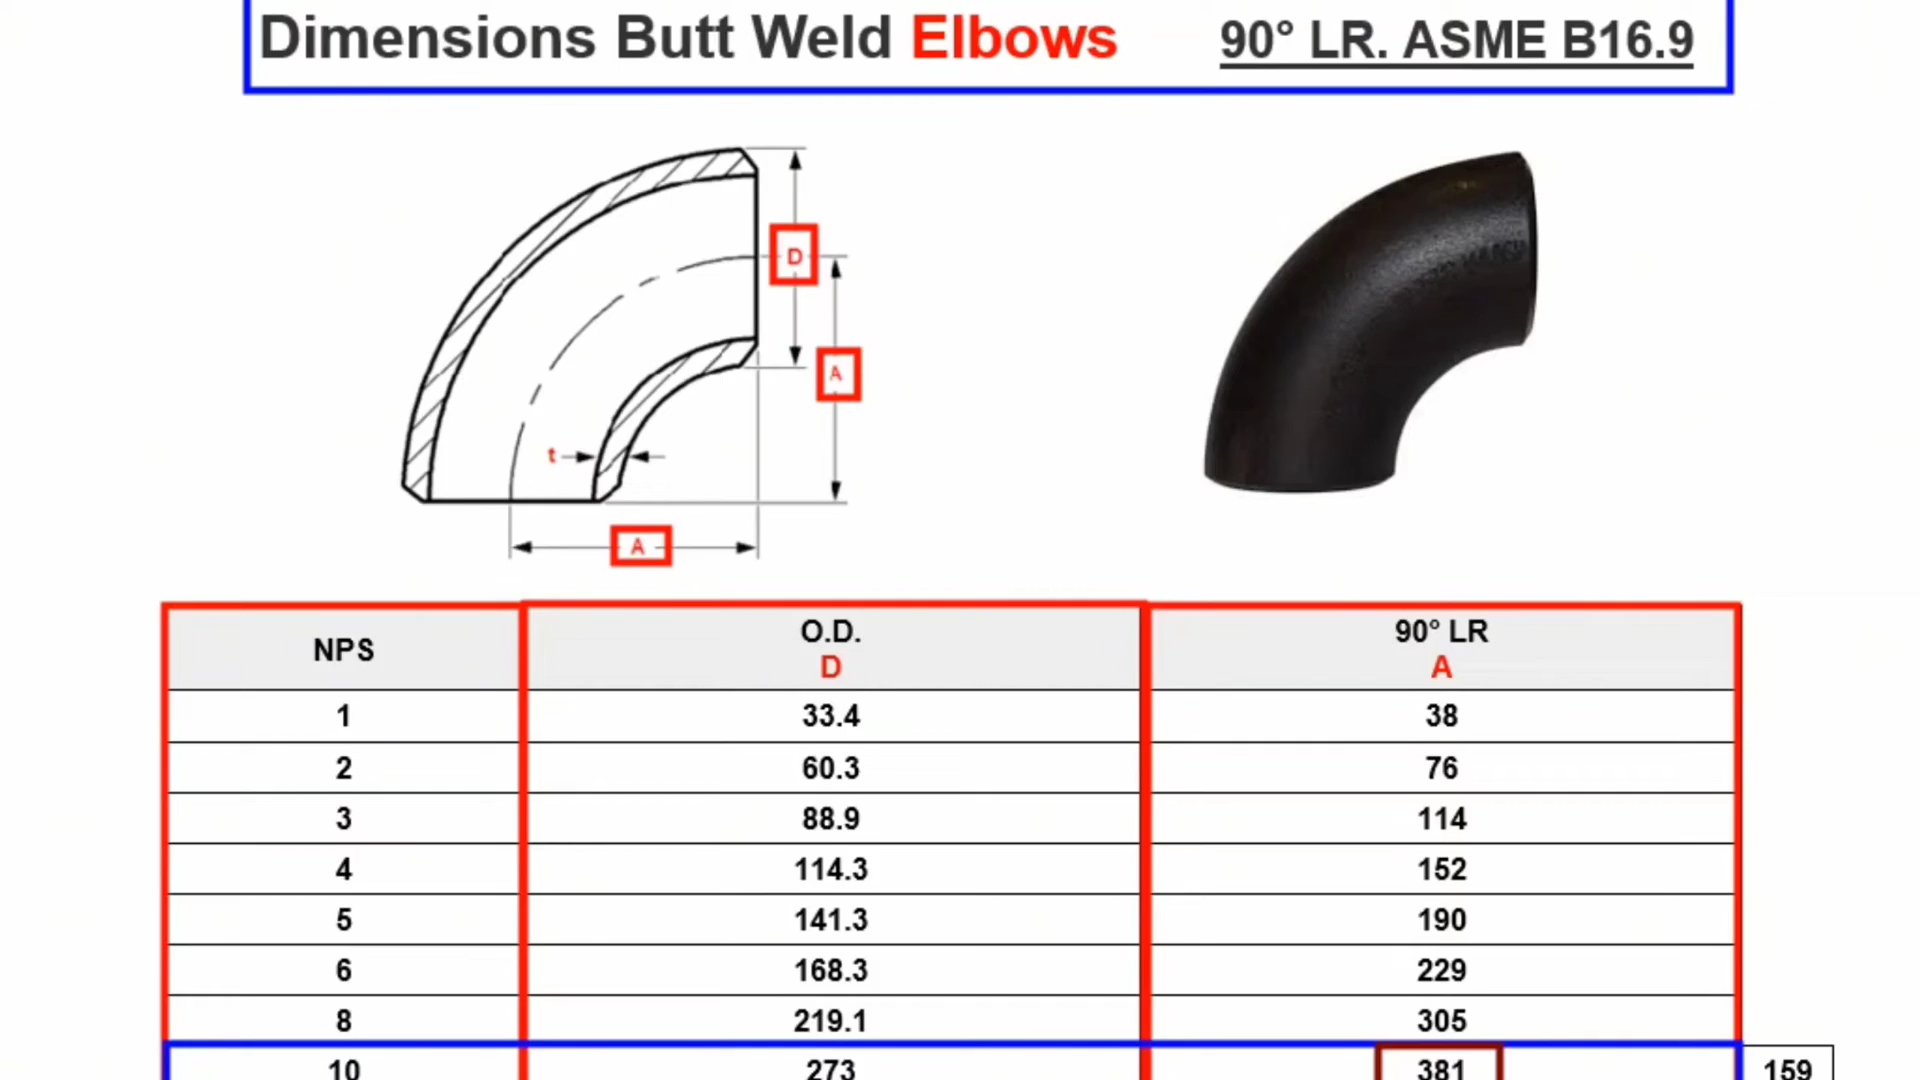 Dimensions Butt Weld Elbows 90° LR. ASME B16.9
D
A
t
A
NPS O.D. D 90° LR A
1 33.4 38
2 60.3 76
3 88.9 114
4 114.3 152
5 141.3 190
6 168.3 229
8 219.1 305
10 273 381 159